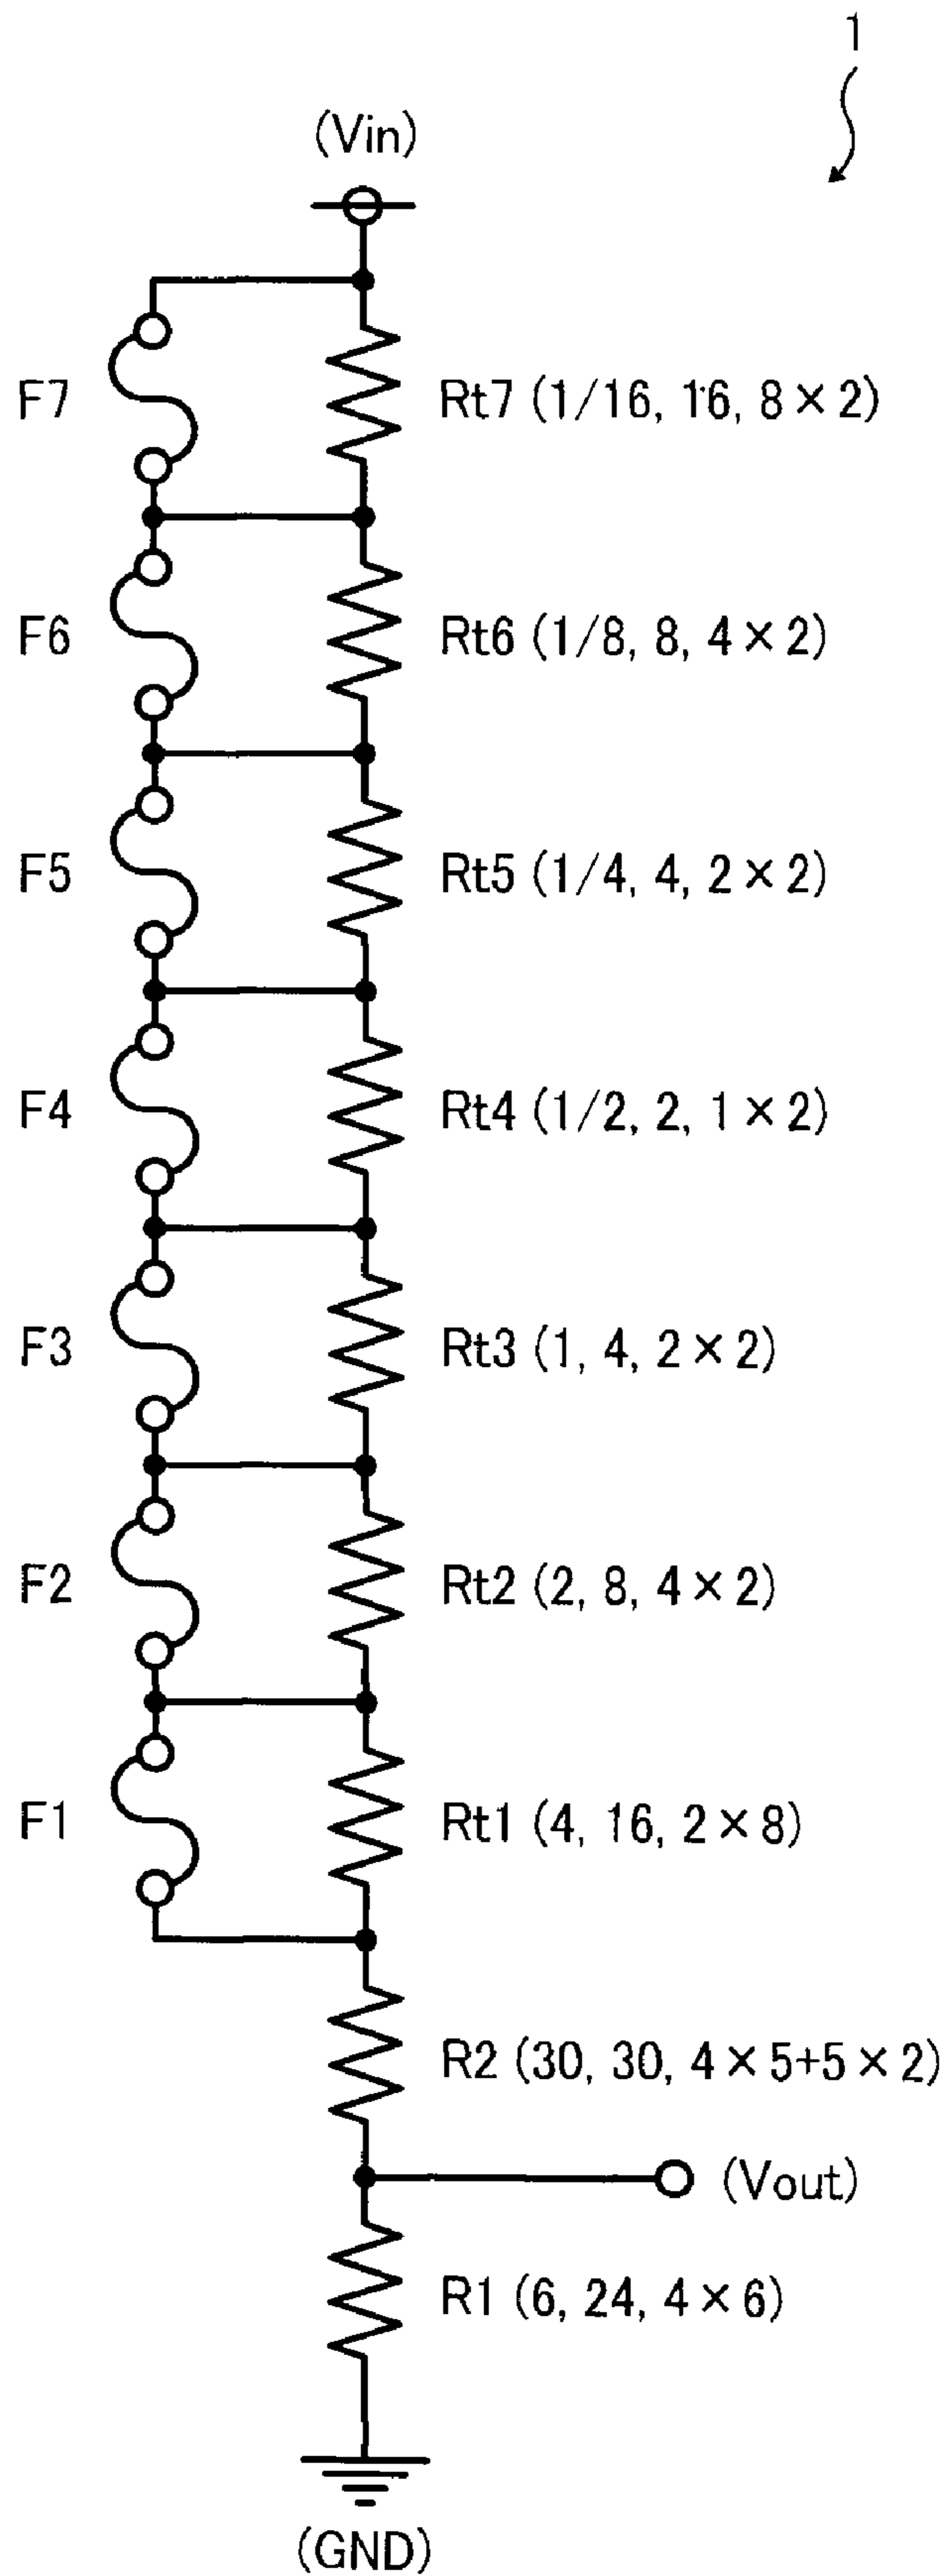 1
(Vin)
F7
Rt7 (1/16, 16, 8×2)
F6
Rt6 (1/8, 8, 4×2)
F5
Rt5 (1/4, 4, 2×2)
F4
Rt4 (1/2, 2, 1×2)
F3
Rt3 (1, 4, 2×2)
F2
Rt2 (2, 8, 4×2)
F1
Rt1 (4, 16, 2×8)
R2 (30, 30, 4×5+5×2)
(Vout)
R1 (6, 24, 4×6)
(GND)